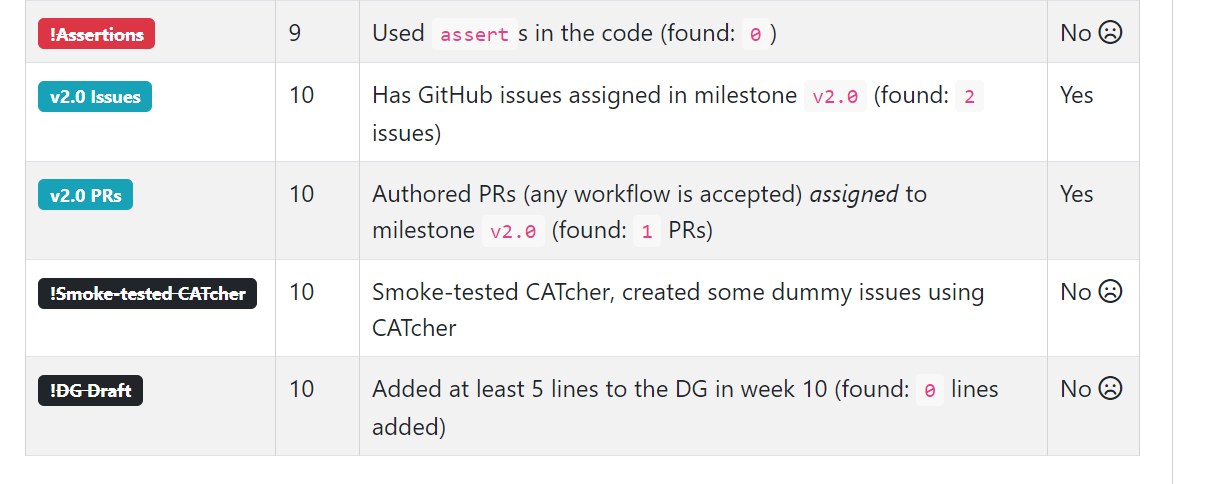 !Assertions 9 Used asserts in the code (found: 0 ) No
v2.0 Issues 10 Has GitHub issues assigned in milestone v2.0 (found: 2 Yes
issues)
v2.0 PRs 10 Authored PRs (any workflow is accepted) assigned to Yes
milestone v2.0 (found: 1 PRs)
!Smoke-tested CATcher 10 Smoke-tested CATcher, created some dummy issues using No
CATcher
!DG Draft 10 Added at least 5 lines to the DG in week 10 (found: 0 lines No
added)